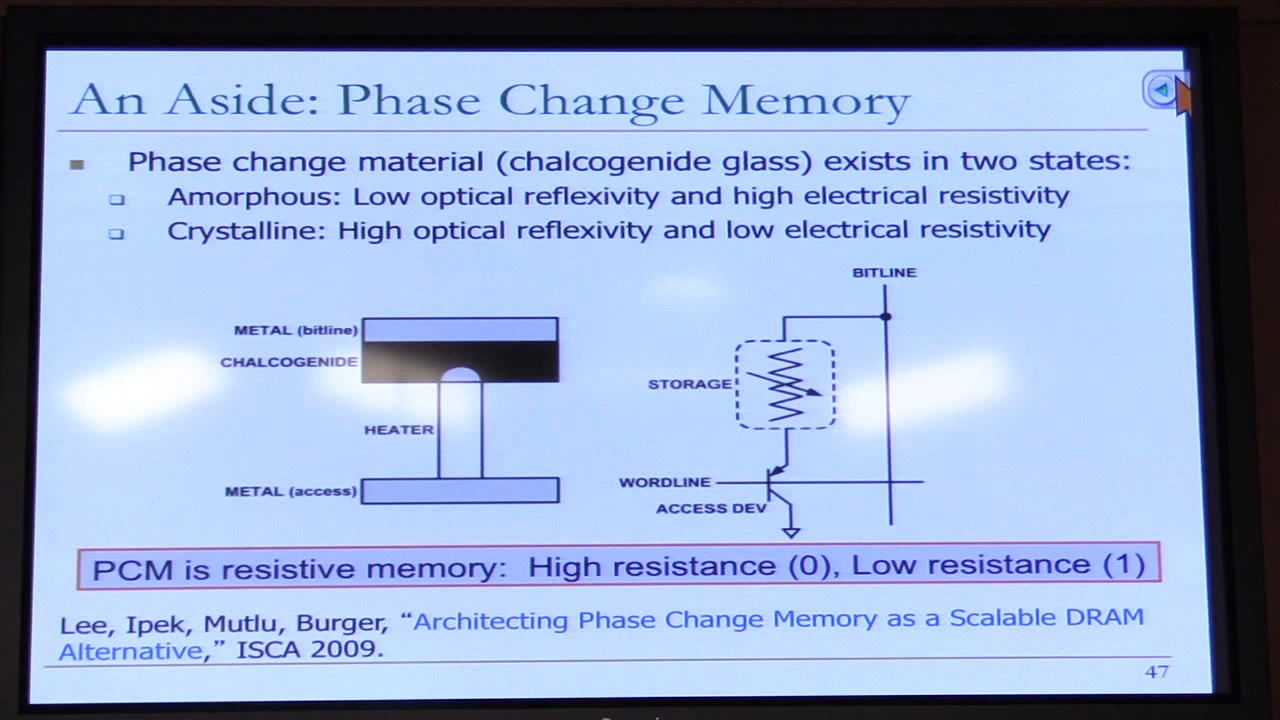 An Aside: Phase Change Memory
Phase change material (chalcogenide glass) exists in two states:
Amorphous: Low optical reflexivity and high electrical resistivity
Crystalline: High optical reflexivity and low electrical resistivity
BITLINE
METAL (bitline)
CHALCOGENIDE
STORAGE
HEATER
WORDLINE
METAL (access)
ACCESS DEV
PCM is resistive memory: High resistance (0), Low resistance (1)
Lee, Ipek, Mutlu, Burger, “Architecting Phase Change Memory as a Scalable DRAM
Alternative,” ISCA 2009.
47